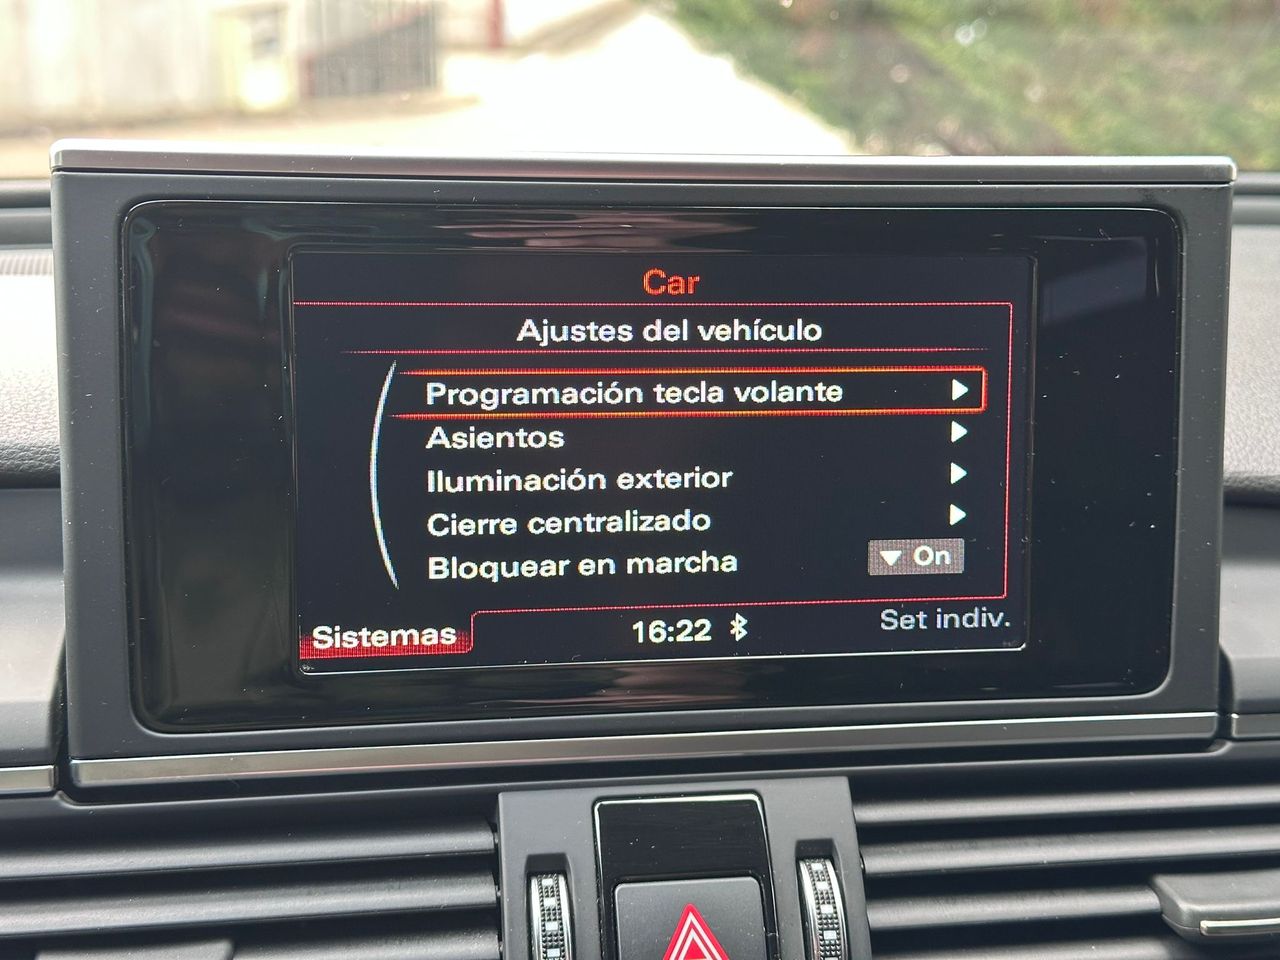 Car
Ajustes del vehículo
Programación tecla volante
Asientos
Iluminación exterior
Cierre centralizado
Bloquear en marcha On
Sistemas 16:22 Set indiv.